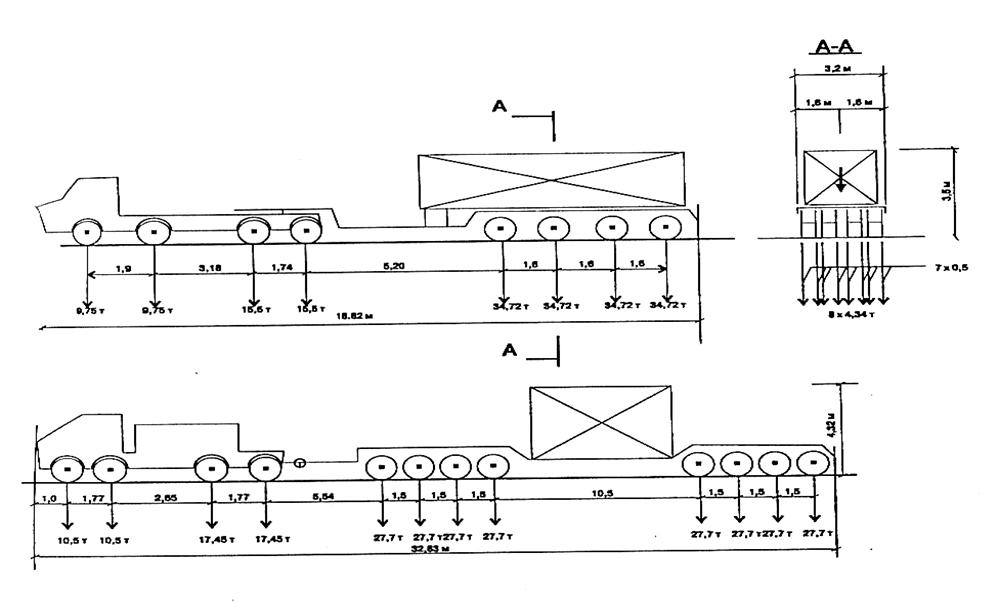 A-A
3,2 м
1,6 м 1,6 м
A
3,5 м
1,9 3,18 1,74 5,20 1,6 1,6 1,6
7 x 0,5
9,75 т 9,75 т 15,5 т 15,5 т 34,72 т 34,72 т 34,72 т 34,72 т
8 x 4,34 т
18,82 м
A
4,32 м
1,0 1,77 2,65 1,77 5,54 1,5 1,5 1,5 10,5 1,5 1,5 1,5
10,5 т 10,5 т 17,45 т 17,45 т 27,7 т 27,7 т 27,7 т 27,7 т 27,7 т 27,7 т 27,7 т 27,7 т
32,63 м